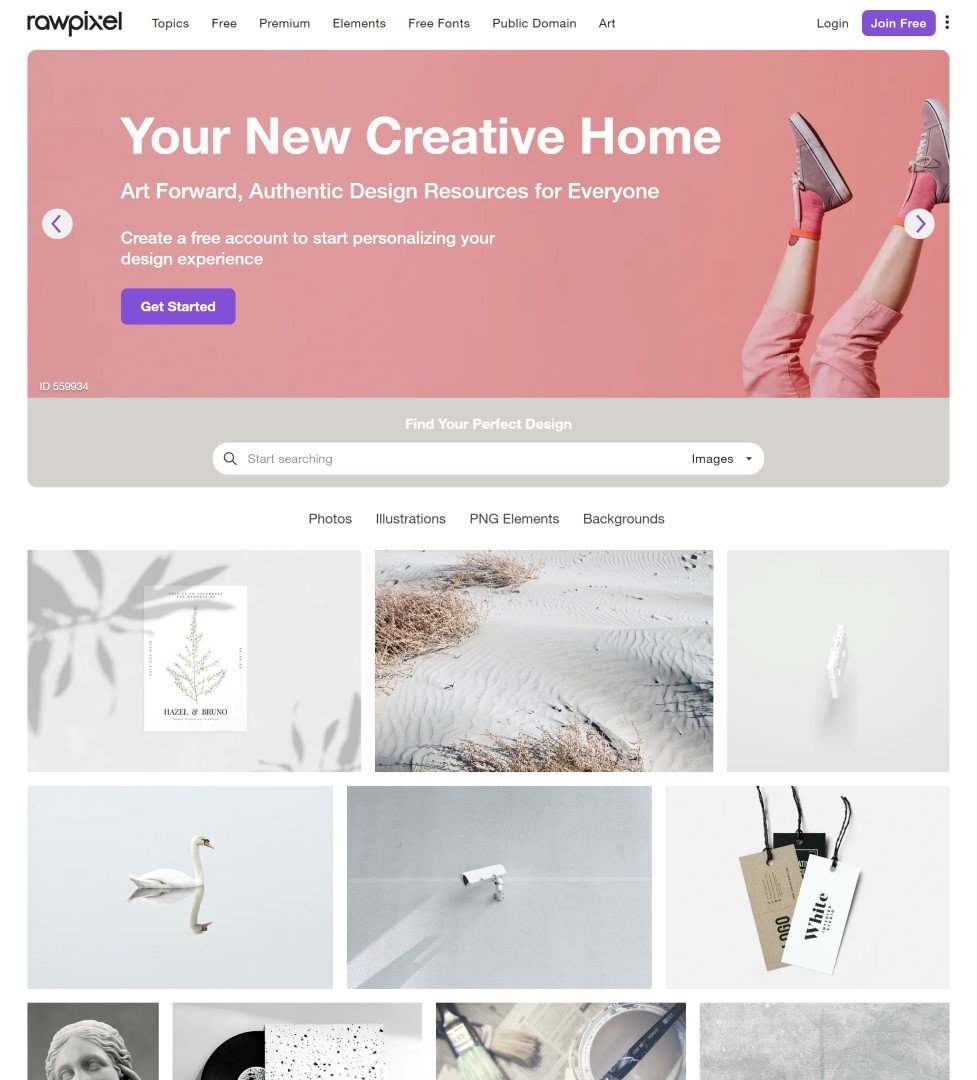 rawpixel
Topics Free Premium Elements Free Fonts Public Domain Art
Login Join Free
Your New Creative Home
Art Forward, Authentic Design Resources for Everyone
Create a free account to start personalizing your
design experience
Get Started
ID 559934
Find Your Perfect Design
Start searching Images
Photos Illustrations PNG Elements Backgrounds
HAZEL & BRUNO
White
LOGO